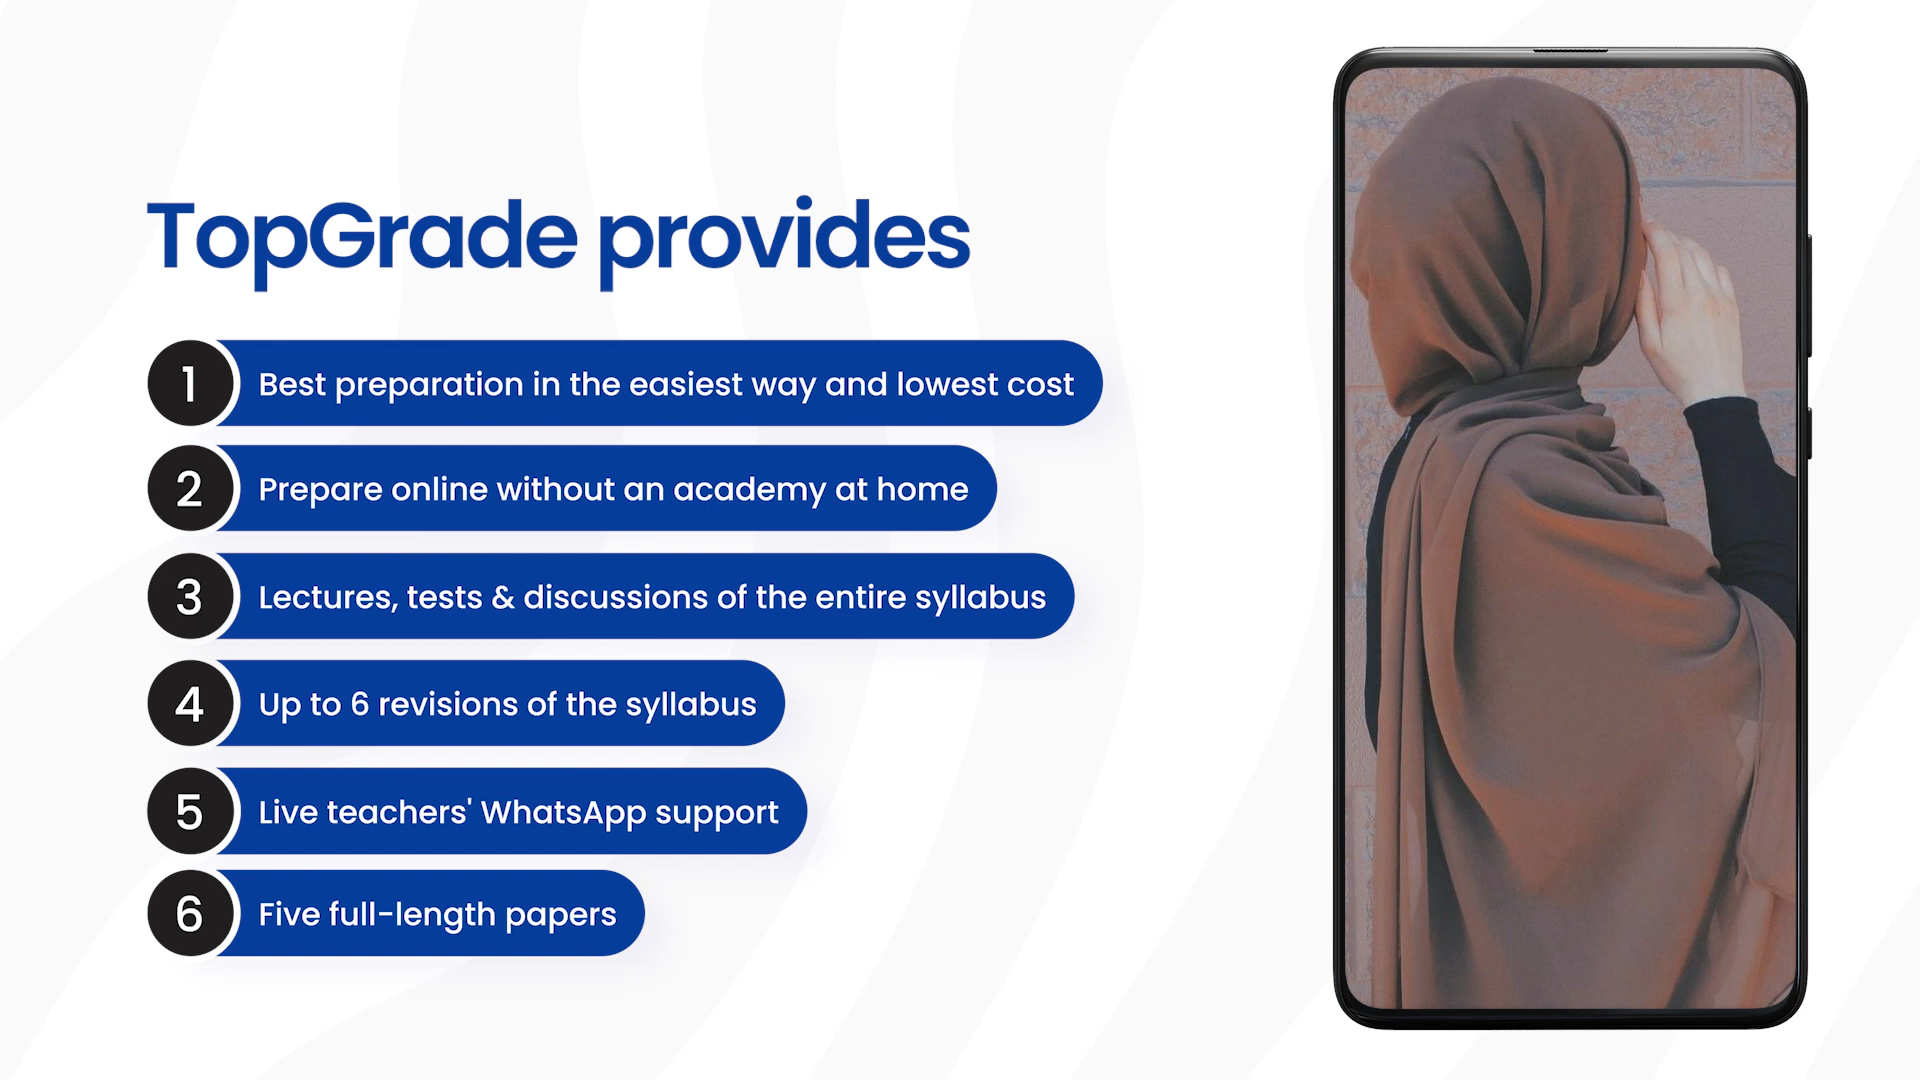 TopGrade provides
1 Best preparation in the easiest way and lowest cost
2 Prepare online without an academy at home
3 Lectures, tests & discussions of the entire syllabus
4 Up to 6 revisions of the syllabus
5 Live teachers' WhatsApp support
6 Five full-length papers